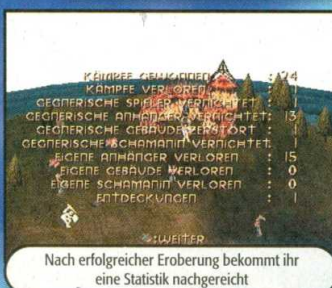 KÄMPFE GEWONNEN : 24
KÄMPFE VERLOREN : 1
GEGNERISCHE SPIELER VERNICHTET : 1
GEGNERISCHE ANHÄNGER VERNICHTET : 13
GEGNERISCHE GEBÄUDE ZERSTÖRT : 1
GEGNERISCHE SCHAMANIN VERNICHTET : 1
EIGENE ANHÄNGER VERLOREN : 15
EIGENE GEBÄUDE VERLOREN : 0
EIGENE SCHAMANIN VERLOREN : 0
ENTDECKUNGEN : 1
:WEITER
Nach erfolgreicher Eroberung bekommt ihr
eine Statistik nachgereicht